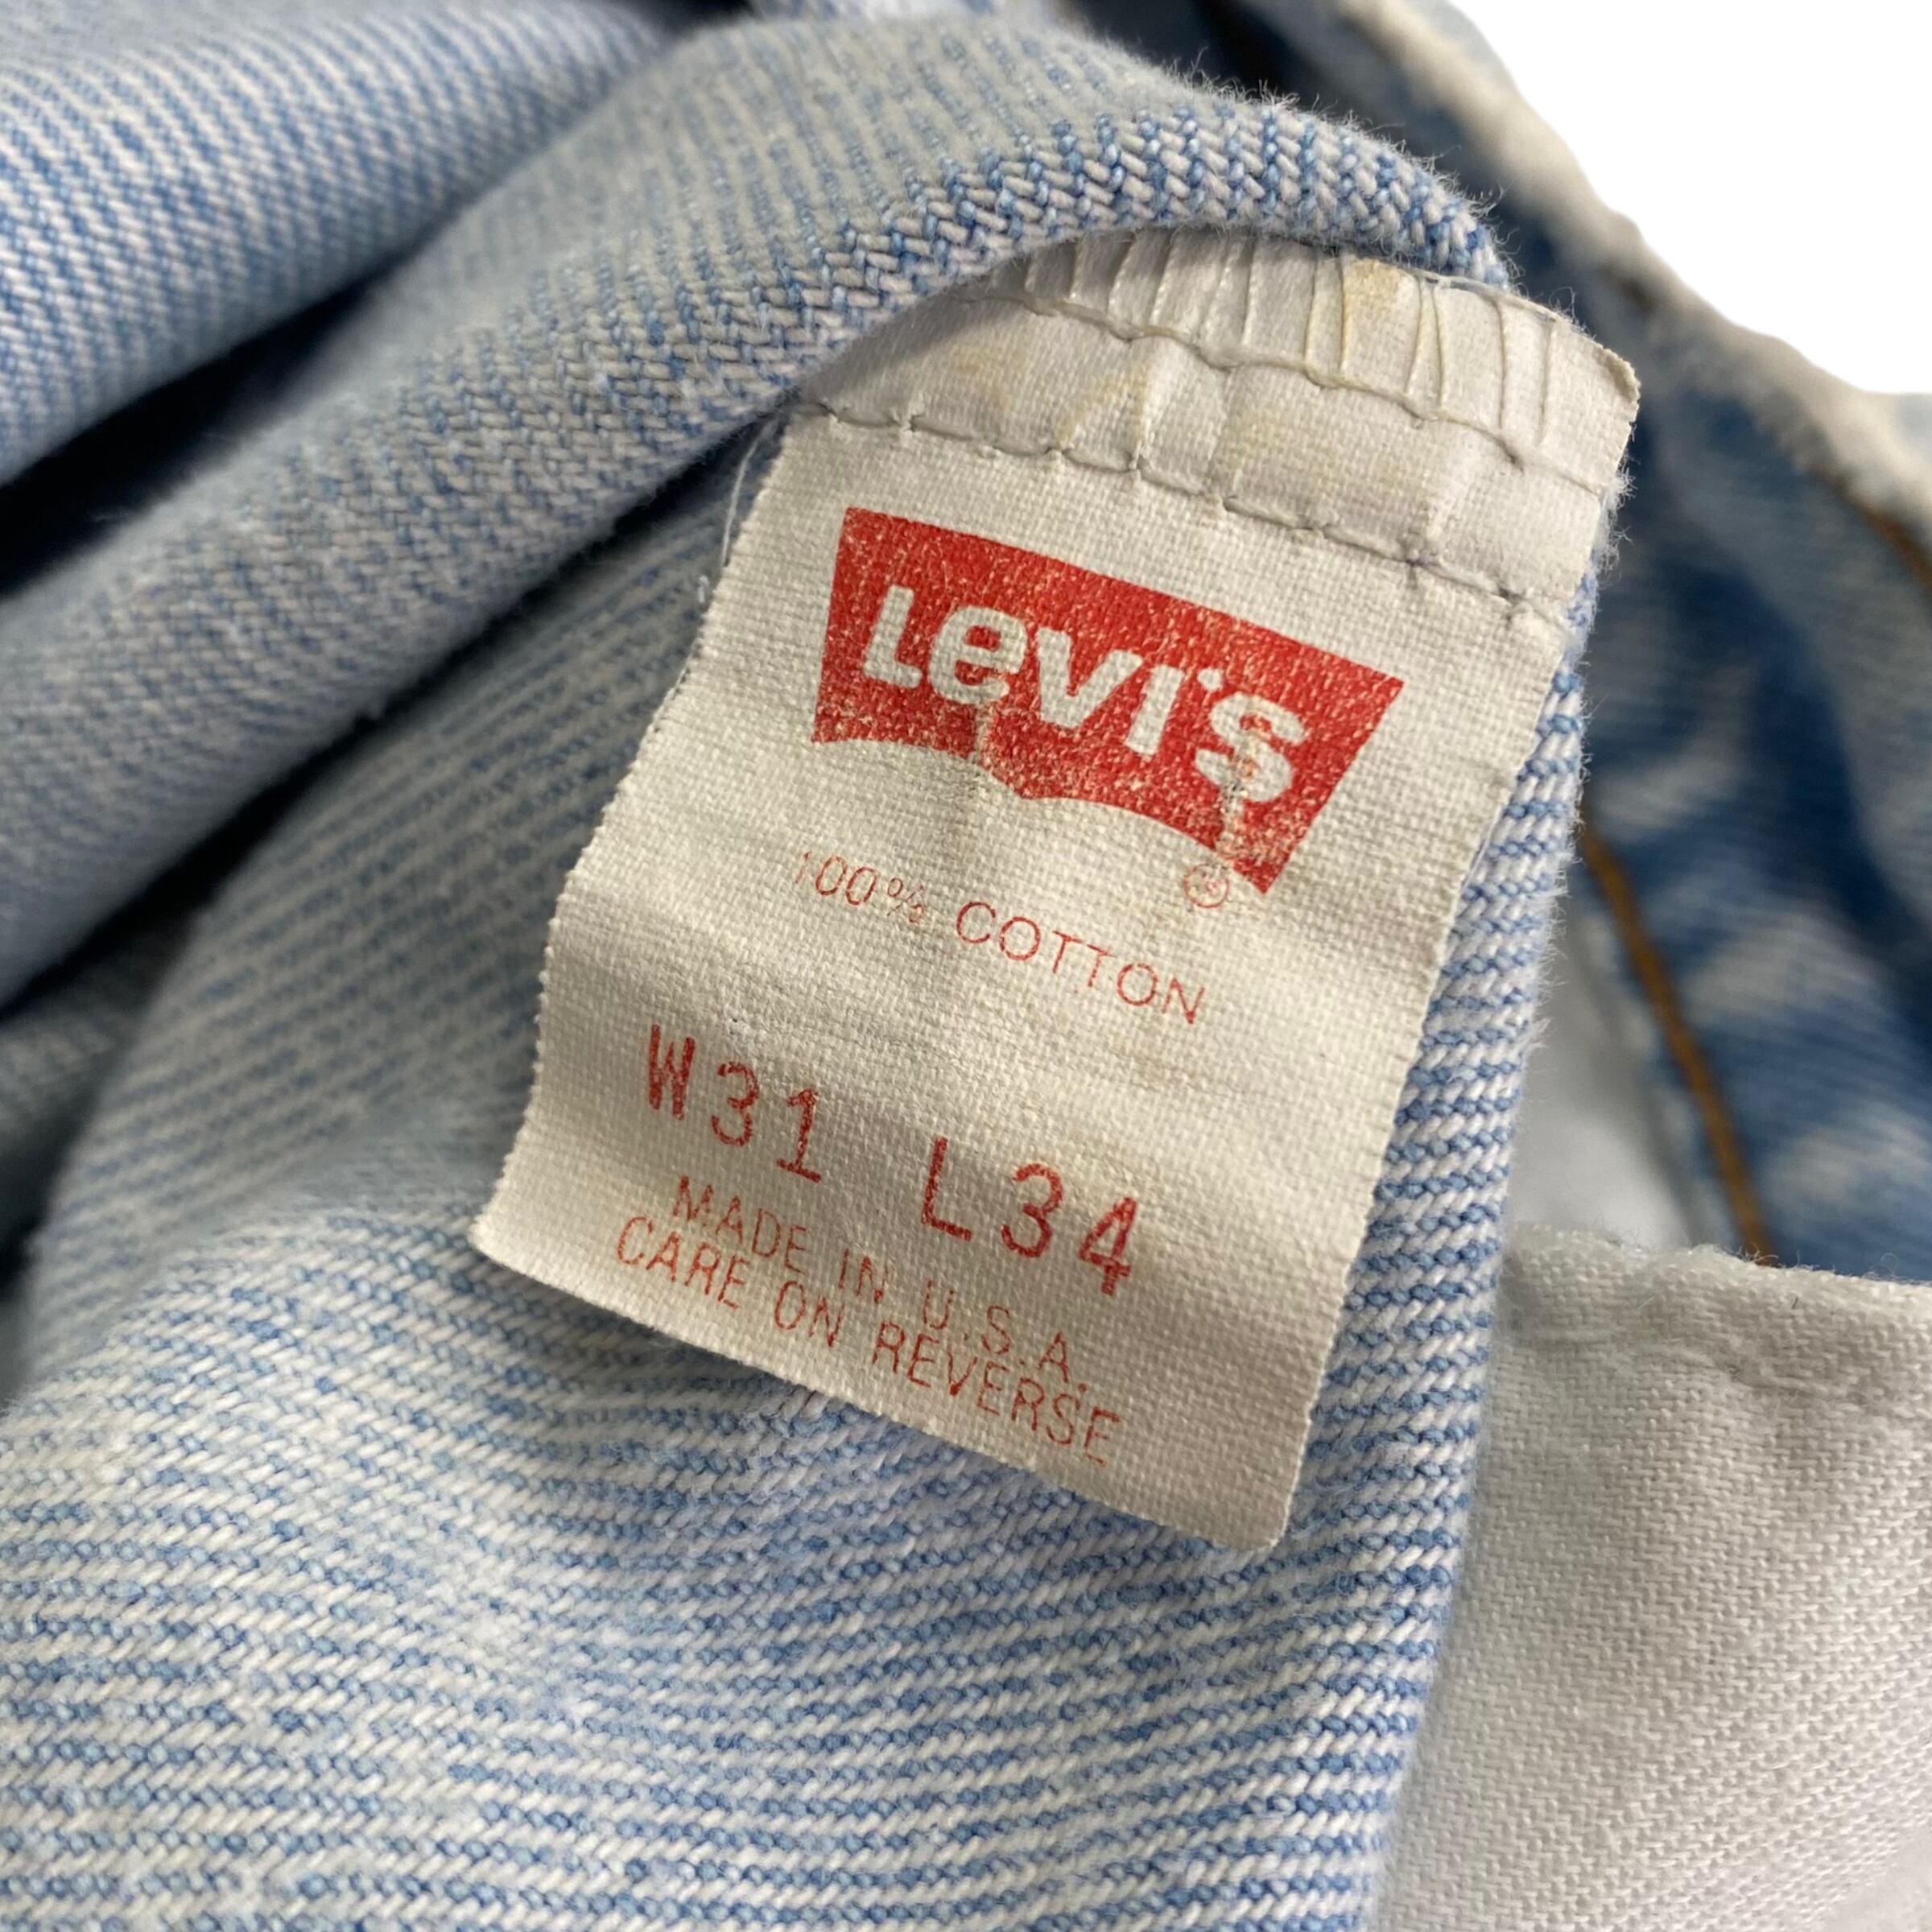 LeVI'S
®
100% COTTON
W31 L34
MADE IN U.S.A.
CARE ON REVERSE